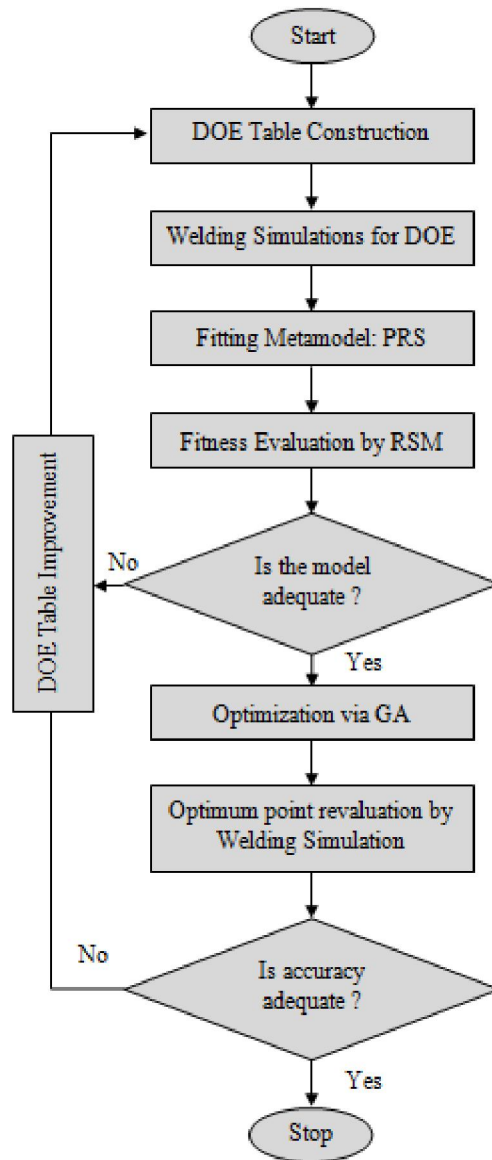 Start
DOE Table Construction
Welding Simulations for DOE
Fitting Metamodel: PRS
Fitness Evaluation by RSM
DOE Table Improvement
No
Is the model
adequate ?
Yes
Optimization via GA
Optimum point revaluation by
Welding Simulation
No
Is accuracy
adequate ?
Yes
Stop